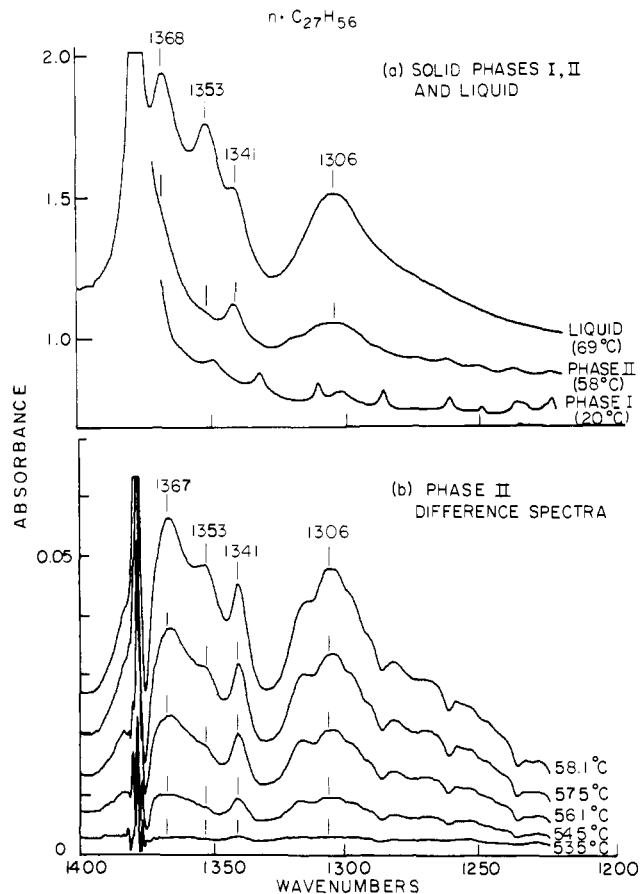 n· C27H56
(a) SOLID PHASES I, II
AND LIQUID
1368
1353
1341
1306
2.0
1.5
1.0
LIQUID
(69°C)
PHASE II
(58°C)
PHASE I
(20°C)
ABSORBANCE
(b) PHASE II
DIFFERENCE SPECTRA
1367
1353
1341
1306
0.05
0
58.1°C
57.5°C
56.1°C
54.5°C
53.5°C
1400
1350
1300
1250
1200
WAVENUMBERS